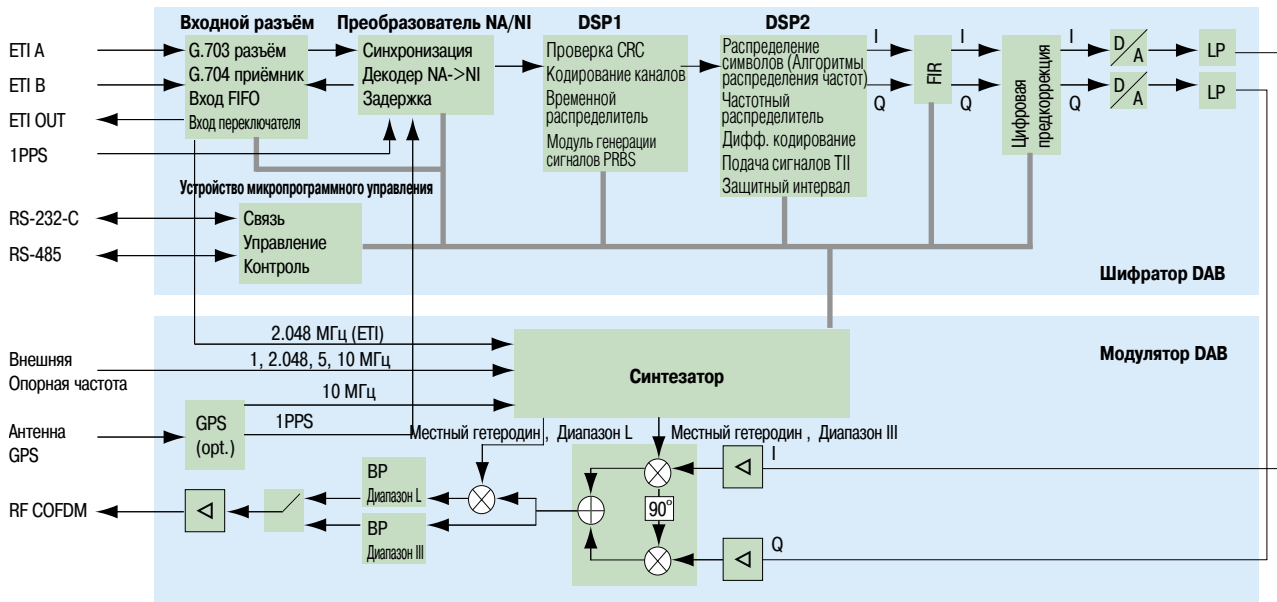 Входной разъём
Преобразователь NA/NI
DSP1
DSP2
ETI A
ETI B
ETI OUT
1PPS
RS-232-C
RS-485
G.703 разъём
G.704 приёмник
Вход FIFO
Вход переключателя
Синхронизация
Декодер NA->NI
Задержка
Проверка CRC
Кодирование каналов
Временной
распределитель
Модуль генерации
сигналов PRBS
Распределение
символов (Алгоритмы
распределения частот)
Частотный
распределитель
Дифф. кодирование
Подача сигналов TII
Защитный интервал
I
Q
FIR
I
Q
Цифровая
предкоррекция
I
Q
D/A
D/A
LP
LP
Устройство микропрограммного управления
Связь
Управление
Контроль
Шифратор DAB
2.048 МГц (ETI)
1, 2.048, 5, 10 МГц
Внешняя
Опорная частота
Синтезатор
Модулятор DAB
10 МГц
1PPS
GPS
(opt.)
Антенна
GPS
Местный гетеродин , Диапазон L
Местный гетеродин , Диапазон III
BP
Диапазон L
BP
Диапазон III
90°
I
Q
RF COFDM